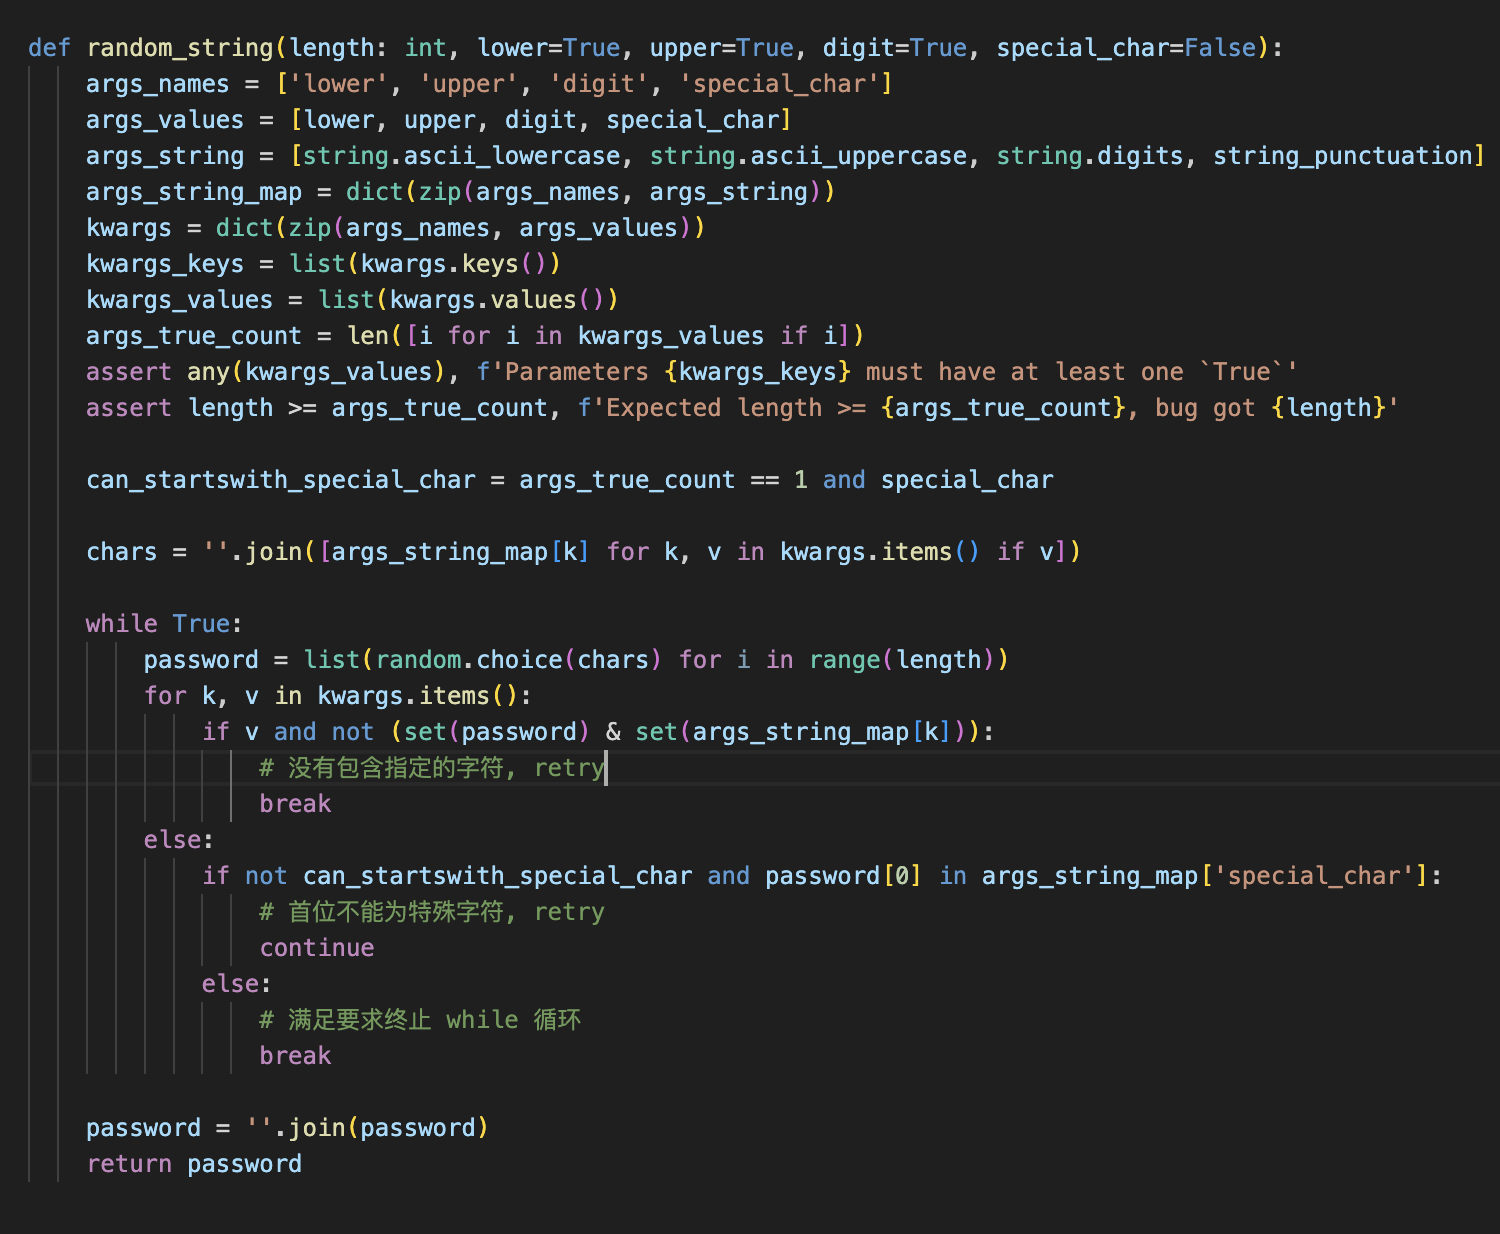 def random_string(length: int, lower=True, upper=True, digit=True, special_char=False):
    args_names = ['lower', 'upper', 'digit', 'special_char']
    args_values = [lower, upper, digit, special_char]
    args_string = [string.ascii_lowercase, string.ascii_uppercase, string.digits, string_punctuation]
    args_string_map = dict(zip(args_names, args_string))
    kwargs = dict(zip(args_names, args_values))
    kwargs_keys = list(kwargs.keys())
    kwargs_values = list(kwargs.values())
    args_true_count = len([i for i in kwargs_values if i])
    assert any(kwargs_values), f'Parameters {kwargs_keys} must have at least one `True`'
    assert length >= args_true_count, f'Expected length >= {args_true_count}, bug got {length}'

    can_startswith_special_char = args_true_count == 1 and special_char

    chars = ''.join([args_string_map[k] for k, v in kwargs.items() if v])

    while True:
        password = list(random.choice(chars) for i in range(length))
        for k, v in kwargs.items():
            if v and not (set(password) & set(args_string_map[k])):
                # 没有包含指定的字符, retry
                break
        else:
            if not can_startswith_special_char and password[0] in args_string_map['special_char']:
                # 首位不能为特殊字符, retry
                continue
            else:
                # 满足要求终止 while 循环
                break

    password = ''.join(password)
    return password